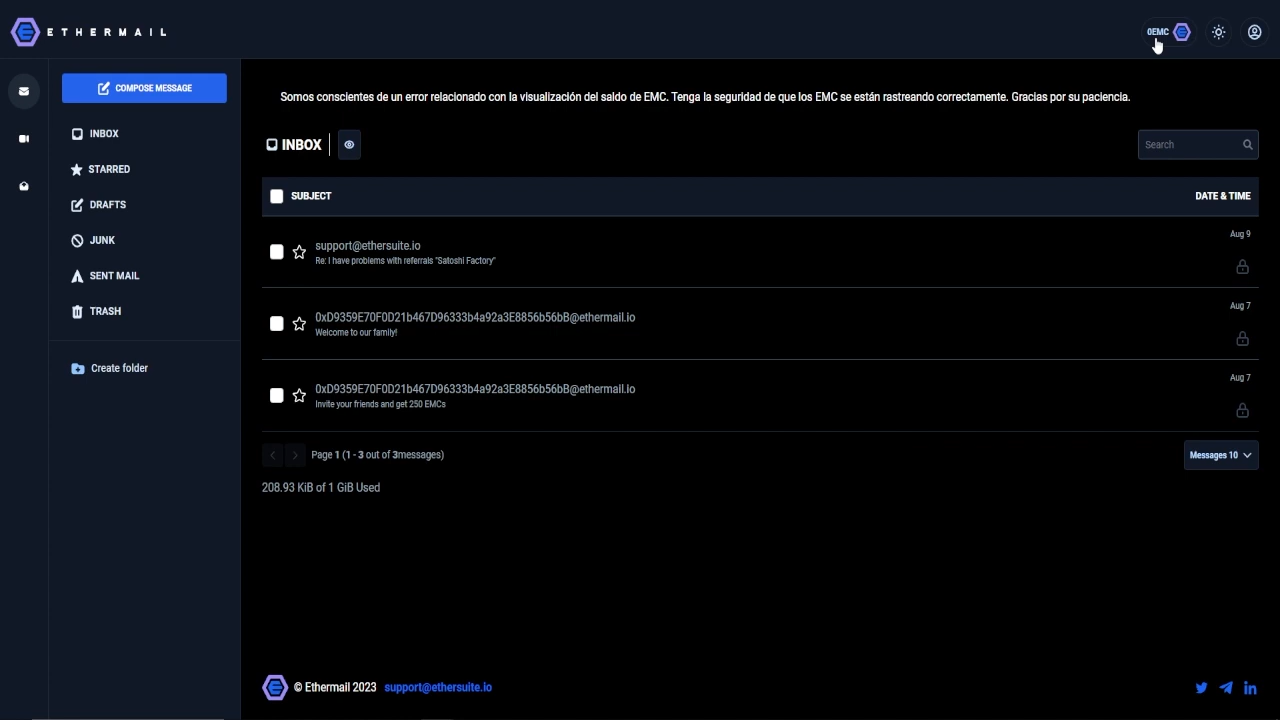 ETHERMAIL
0EMC
COMPOSE MESSAGE
INBOX
STARRED
DRAFTS
JUNK
SENT MAIL
TRASH
Create folder
Somos conscientes de un error relacionado con la visualización del saldo de EMC. Tenga la seguridad de que los EMC se están rastreando correctamente. Gracias por su paciencia.
INBOX
Search
SUBJECT DATE & TIME
support@ethersuite.io Aug 9
Re: I have problems with referrals "Satoshi Factory"
0xD9359E70F0D21b467D96333b4a92a3E8856b56bB@ethermail.io Aug 7
Welcome to our family!
0xD9359E70F0D21b467D96333b4a92a3E8856b56bB@ethermail.io Aug 7
Invite your friends and get 250 EMCs
Page 1 (1 - 3 out of 3messages) Messages 10
208.93 KiB of 1 GiB Used
© Ethermail 2023 support@ethersuite.io